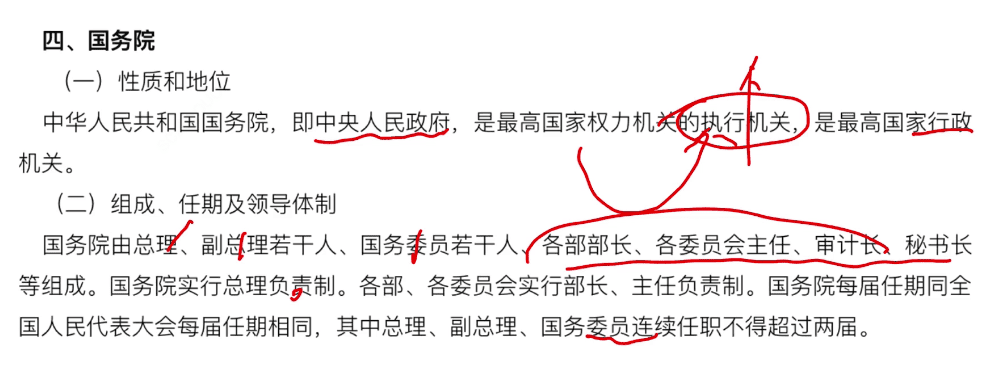 四、国务院
（一）性质和地位
中华人民共和国国务院，即中央人民政府，是最高国家权力机关的执行机关，是最高国家行政
机关。
（二）组成、任期及领导体制
国务院由总理、副总理若干人、国务委员若干人、各部部长、各委员会主任、审计长、秘书长
等组成。国务院实行总理负责制。各部、各委员会实行部长、主任负责制。国务院每届任期同全
国人民代表大会每届任期相同，其中总理、副总理、国务委员连续任职不得超过两届。